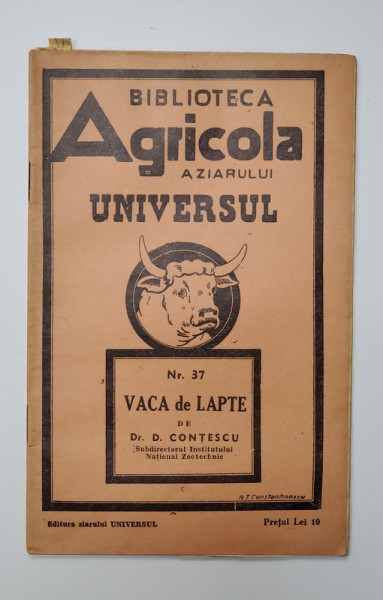 BIBLIOTECA
Agricola
A ZIARULUI
UNIVERSUL
Nr. 37
VACA de LAPTE
DE
Dr. D. CONȚESCU
Subdirectorul Institutului
Național Zootechnic
N.T. Constantinescu
Editura ziarului UNIVERSUL
Prețul Lei 10